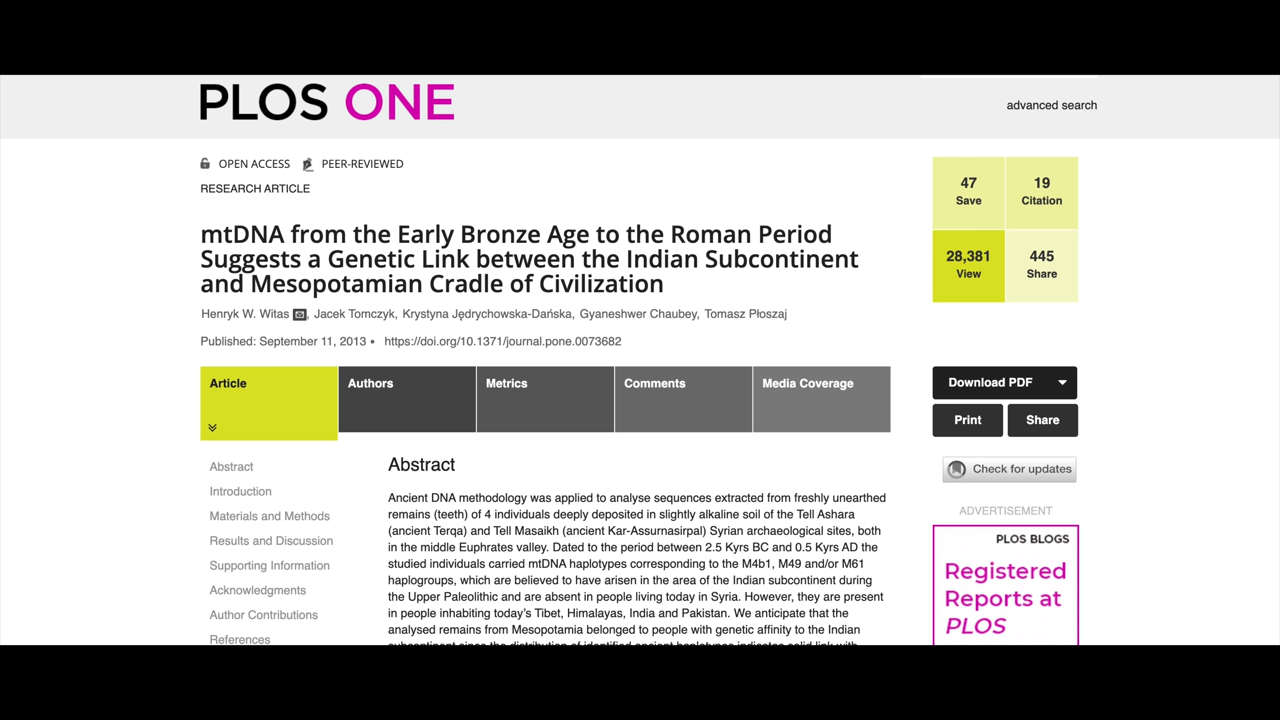 PLOS ONE
advanced search
OPEN ACCESS PEER-REVIEWED
RESEARCH ARTICLE
mtDNA from the Early Bronze Age to the Roman Period
Suggests a Genetic Link between the Indian Subcontinent
and Mesopotamian Cradle of Civilization
Henryk W. Witas , Jacek Tomczyk, Krystyna Jędrychowska-Dańska, Gyaneshwer Chaubey, Tomasz Płoszaj
Published: September 11, 2013 • https://doi.org/10.1371/journal.pone.0073682
47
Save
19
Citation
28,381
View
445
Share
Article
Authors
Metrics
Comments
Media Coverage
Download PDF
Print
Share
Check for updates
Abstract
Introduction
Materials and Methods
Results and Discussion
Supporting Information
Acknowledgments
Author Contributions
References
Abstract
Ancient DNA methodology was applied to analyse sequences extracted from freshly unearthed
remains (teeth) of 4 individuals deeply deposited in slightly alkaline soil of the Tell Ashara
(ancient Terqa) and Tell Masaikh (ancient Kar-Assurnasirpal) Syrian archaeological sites, both
in the middle Euphrates valley. Dated to the period between 2.5 Kyrs BC and 0.5 Kyrs AD the
studied individuals carried mtDNA haplotypes corresponding to the M4b1, M49 and/or M61
haplogroups, which are believed to have arisen in the area of the Indian subcontinent during
the Upper Paleolithic and are absent in people living today in Syria. However, they are present
in people inhabiting today's Tibet, Himalayas, India and Pakistan. We anticipate that the
analysed remains from Mesopotamia belonged to people with genetic affinity to the Indian
subcontinent since the distribution of identified ancient haplotypes indicates solid link with
ADVERTISEMENT
PLOS BLOGS
Registered
Reports at
PLOS